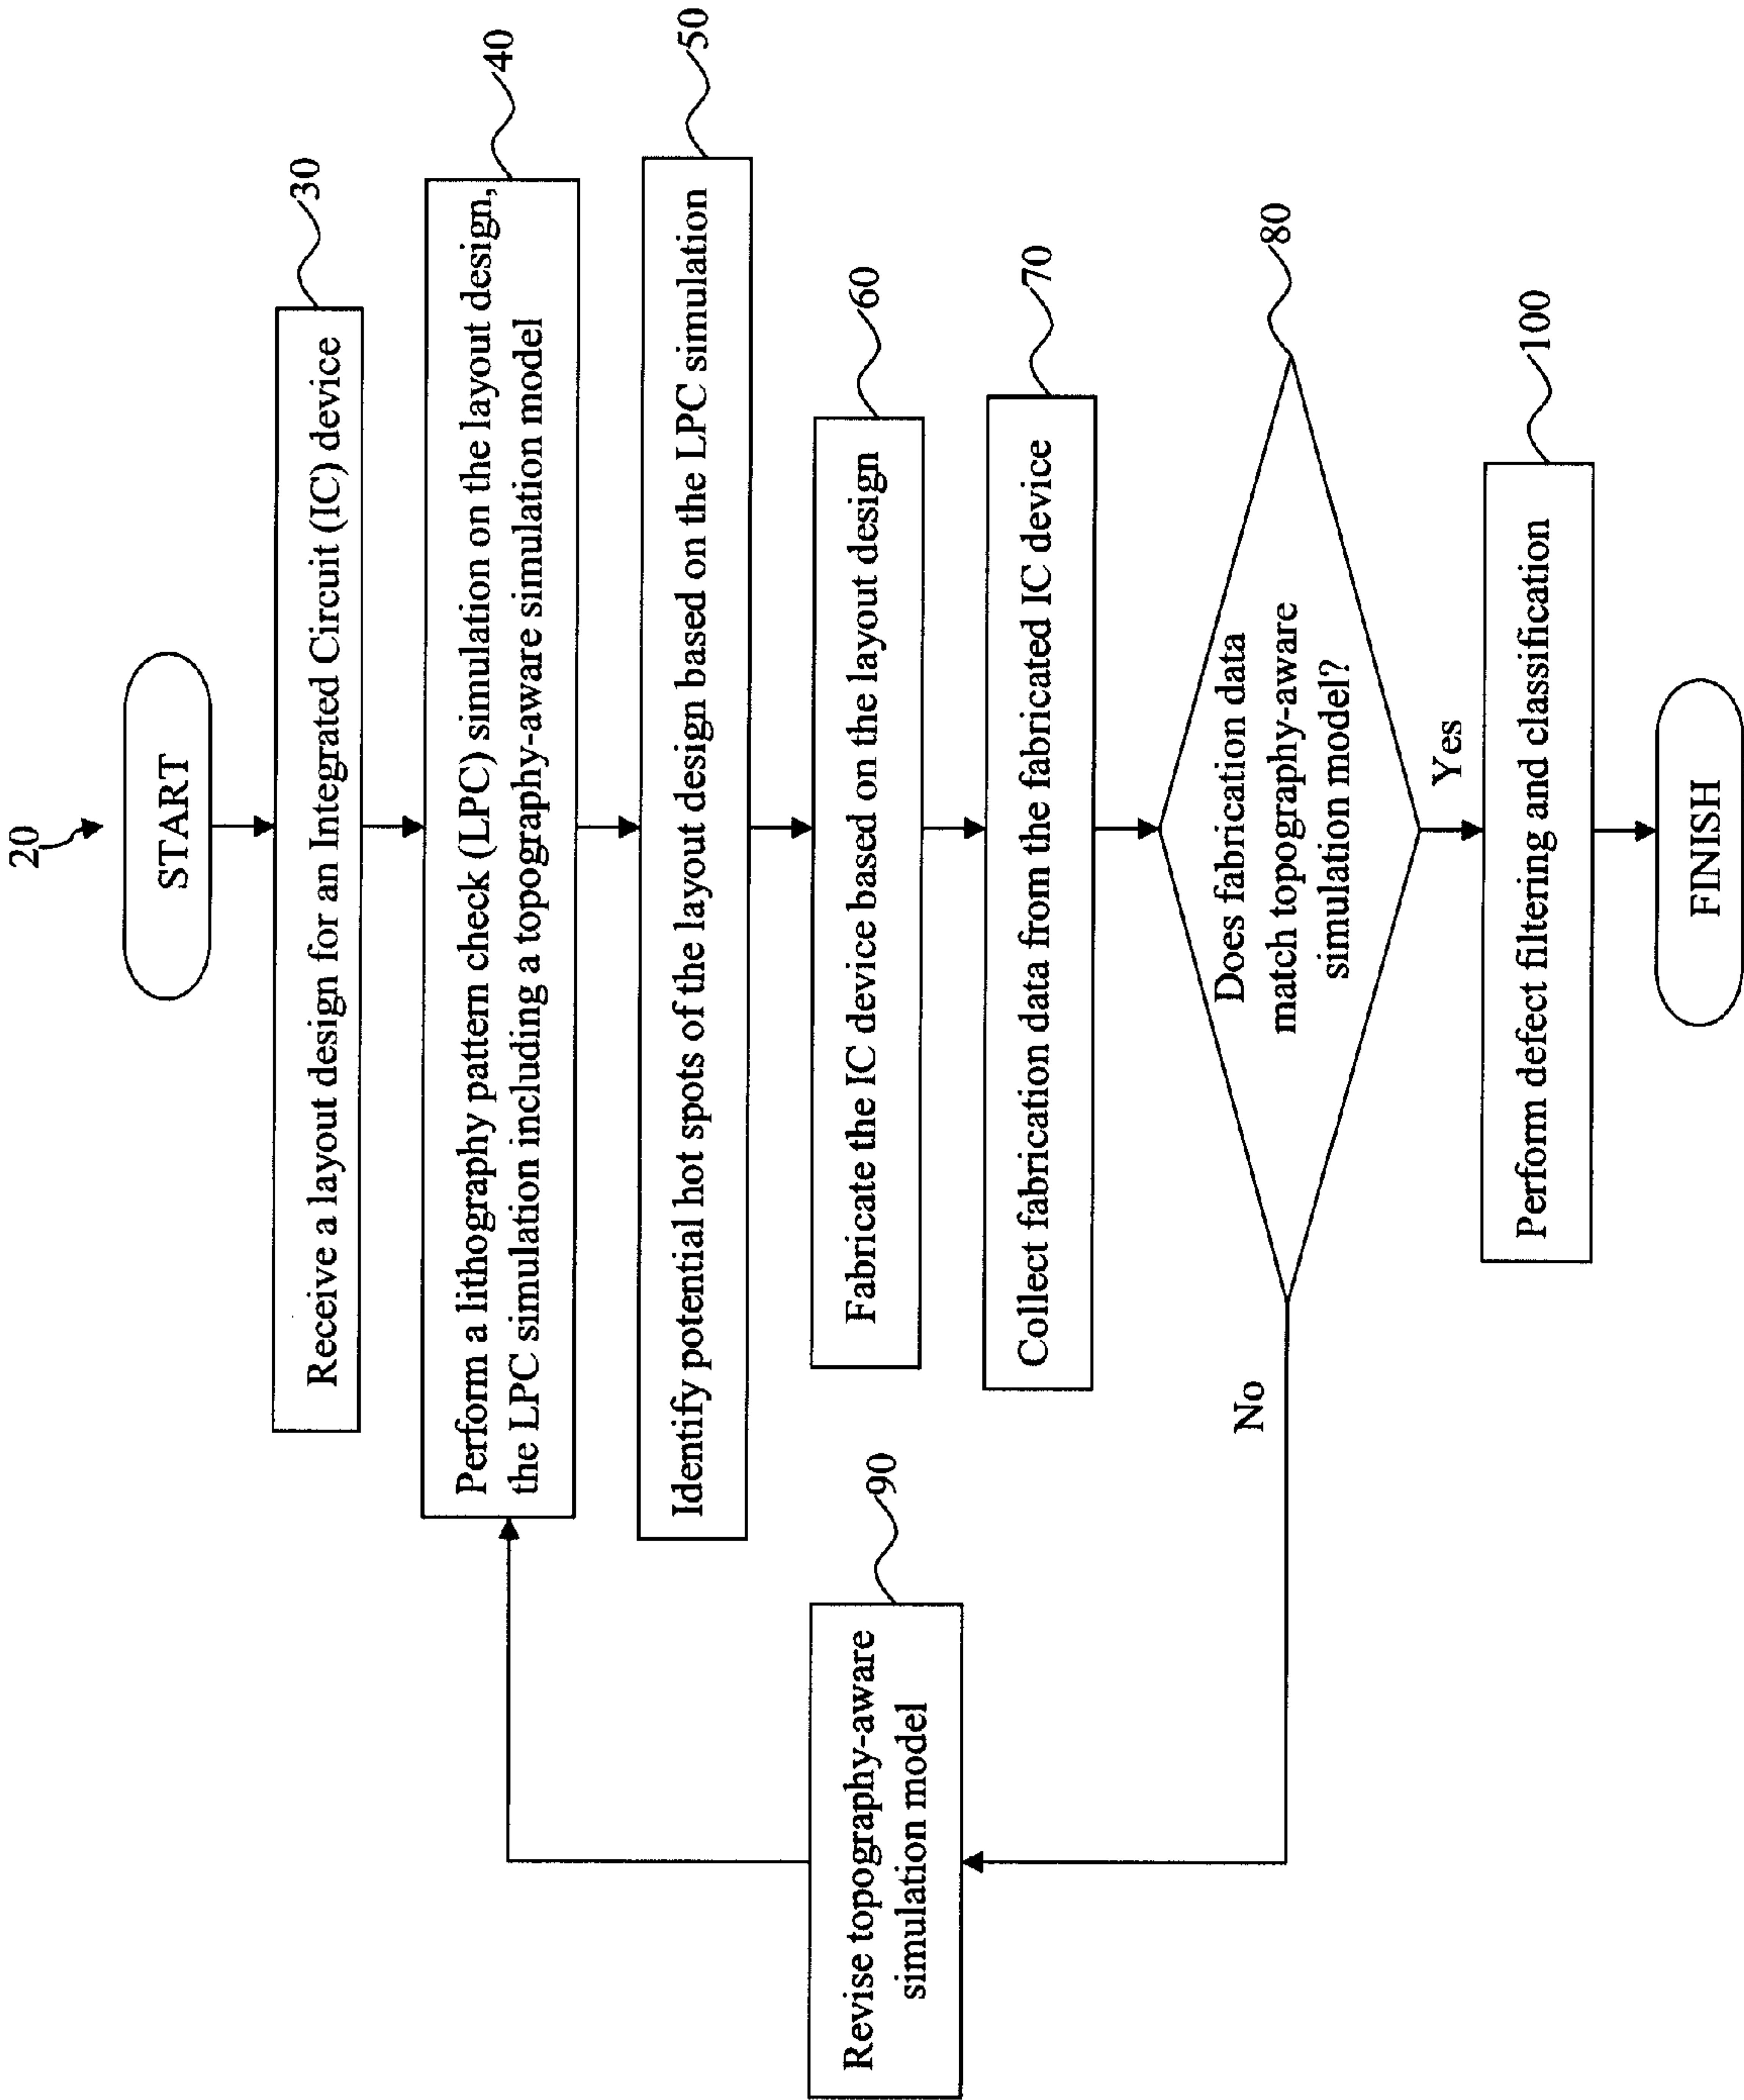 20
START
Receive a layout design for an Integrated Circuit (IC) device
30
Perform a lithography pattern check (LPC) simulation on the layout design,
the LPC simulation including a topography-aware simulation model
40
Identify potential hot spots of the layout design based on the LPC simulation
50
Fabricate the IC device based on the layout design
60
Collect fabrication data from the fabricated IC device
70
Does fabrication data
match topography-aware
simulation model?
80
No
Yes
Revise topography-aware
simulation model
90
Perform defect filtering and classification
100
FINISH